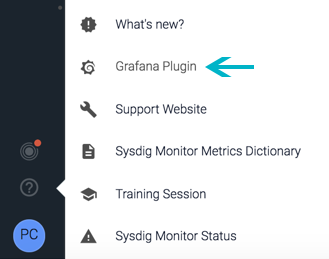 What's new?
Grafana Plugin
Support Website
Sysdig Monitor Metrics Dictionary
Training Session
Sysdig Monitor Status
PC